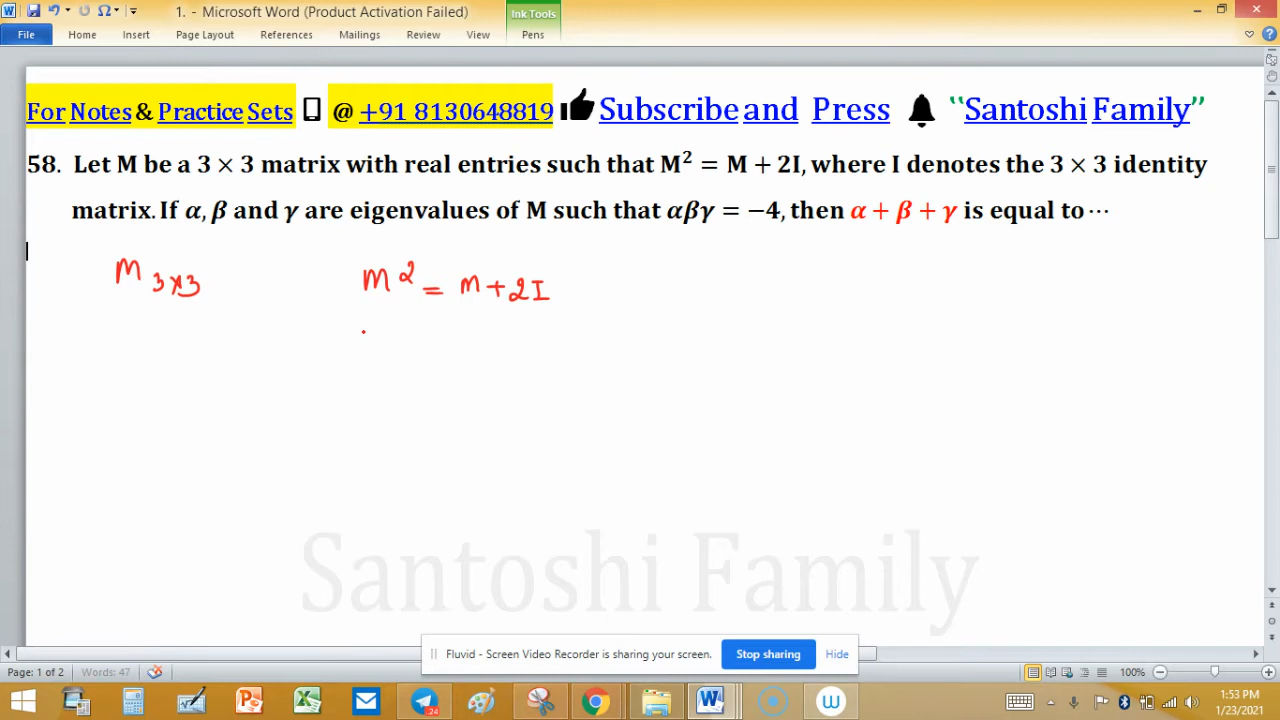 1. - Microsoft Word (Product Activation Failed)
Ink Tools
File Home Insert Page Layout References Mailings Review View Pens
For Notes & Practice Sets @ +91 8130648819 Subscribe and Press "Santoshi Family"
58. Let M be a 3 × 3 matrix with real entries such that M² = M + 2I, where I denotes the 3 × 3 identity
matrix. If α, β and γ are eigenvalues of M such that αβγ = −4, then α + β + γ is equal to ⋯
M 3×3 M² = M + 2I
Santoshi Family
Fluvid - Screen Video Recorder is sharing your screen. Stop sharing Hide
Page: 1 of 2 Words: 47 100%
24
1:53 PM
1/23/2021